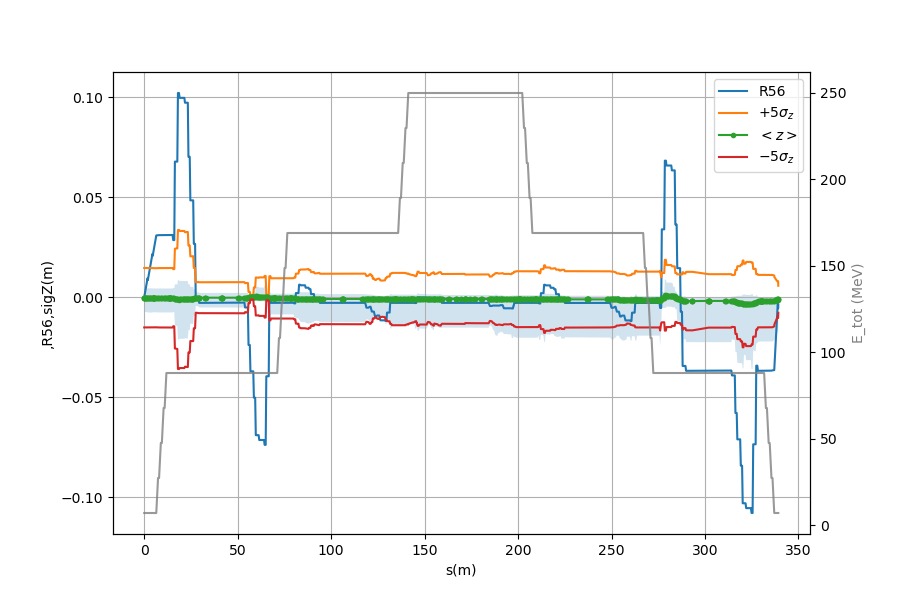 R56
+5σz
<z>
−5σz
0.10
0.05
0.00
−0.05
−0.10
,R56,sigZ(m)
250
200
150
100
50
0
E_tot (MeV)
0 50 100 150 200 250 300 350
s(m)